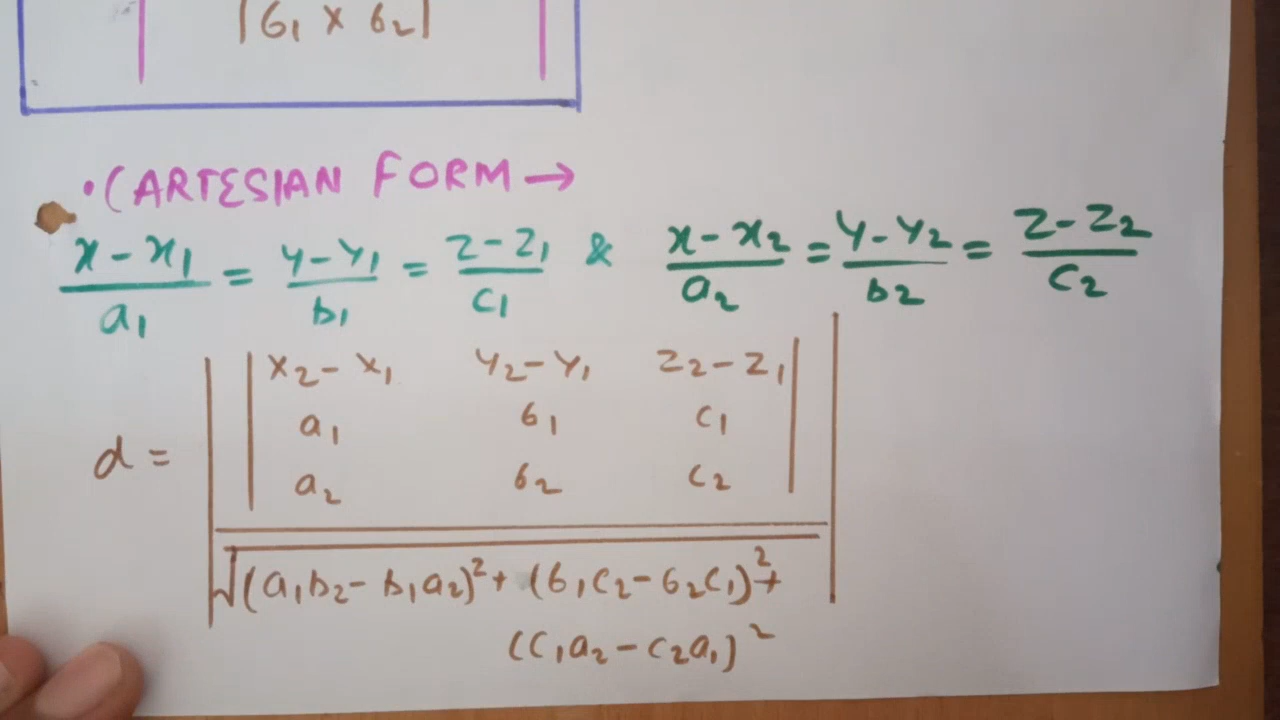 |b₁ × b₂|
•CARTESIAN FORM →
x-x₁/a₁ = y-y₁/b₁ = z-z₁/c₁ & x-x₂/a₂ = y-y₂/b₂ = z-z₂/c₂
x₂-x₁ y₂-y₁ z₂-z₁
a₁ b₁ c₁
d =
a₂ b₂ c₂
√(a₁b₂-b₁a₂)²+(b₁c₂-b₂c₁)²+
(c₁a₂-c₂a₁)²